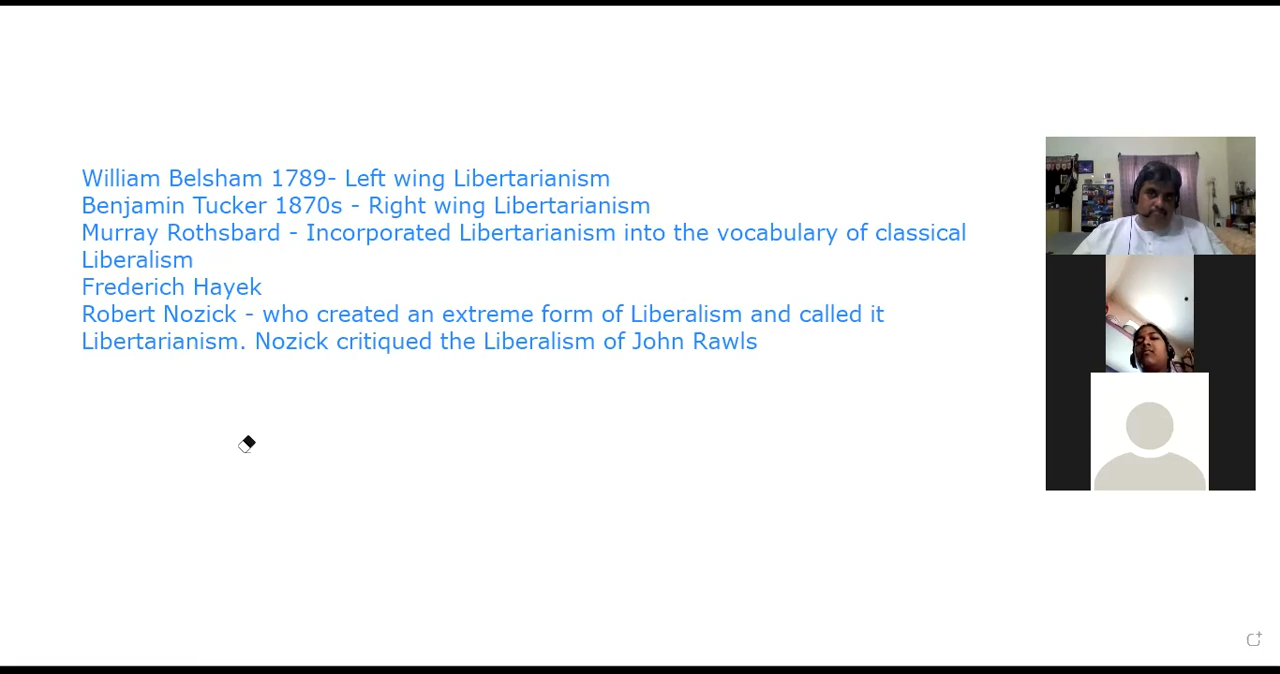 William Belsham 1789- Left wing Libertarianism
Benjamin Tucker 1870s - Right wing Libertarianism
Murray Rothsbard - Incorporated Libertarianism into the vocabulary of classical
Liberalism
Frederich Hayek
Robert Nozick - who created an extreme form of Liberalism and called it
Libertarianism. Nozick critiqued the Liberalism of John Rawls